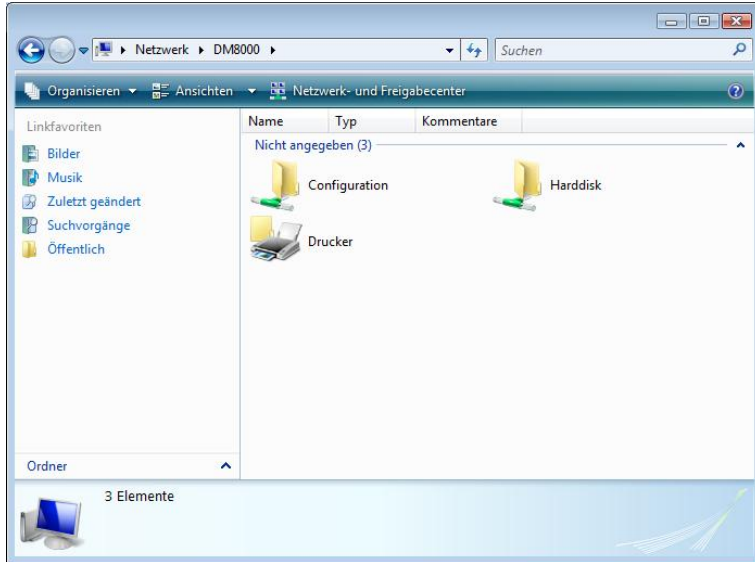 Netzwerk DM8000
Suchen
Organisieren Ansichten Netzwerk- und Freigabecenter
Linkfavoriten
Bilder
Musik
Zuletzt geändert
Suchvorgänge
Öffentlich
Ordner
Name Typ Kommentare
Nicht angegeben (3)
Configuration
Harddisk
Drucker
3 Elemente